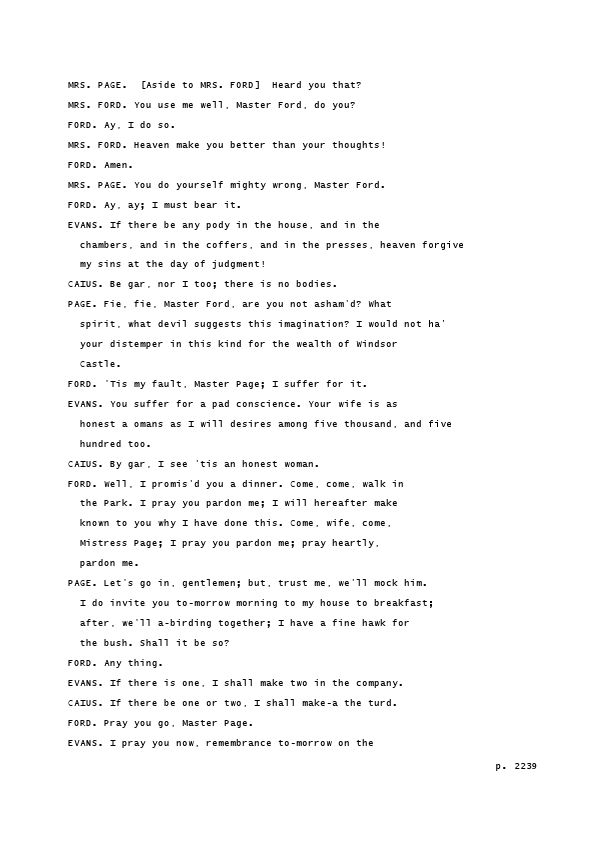 MRS. PAGE.  [Aside to MRS. FORD]  Heard you that?
MRS. FORD. You use me well, Master Ford, do you?
FORD. Ay, I do so.
MRS. FORD. Heaven make you better than your thoughts!
FORD. Amen.
MRS. PAGE. You do yourself mighty wrong, Master Ford.
FORD. Ay, ay; I must bear it.
EVANS. If there be any pody in the house, and in the
chambers, and in the coffers, and in the presses, heaven forgive
my sins at the day of judgment!
CAIUS. Be gar, nor I too; there is no bodies.
PAGE. Fie, fie, Master Ford, are you not asham'd? What
spirit, what devil suggests this imagination? I would not ha'
your distemper in this kind for the wealth of Windsor
Castle.
FORD. 'Tis my fault, Master Page; I suffer for it.
EVANS. You suffer for a pad conscience. Your wife is as
honest a omans as I will desires among five thousand, and five
hundred too.
CAIUS. By gar, I see 'tis an honest woman.
FORD. Well, I promis'd you a dinner. Come, come, walk in
the Park. I pray you pardon me; I will hereafter make
known to you why I have done this. Come, wife, come,
Mistress Page; I pray you pardon me; pray heartly,
pardon me.
PAGE. Let's go in, gentlemen; but, trust me, we'll mock him.
I do invite you to-morrow morning to my house to breakfast;
after, we'll a-birding together; I have a fine hawk for
the bush. Shall it be so?
FORD. Any thing.
EVANS. If there is one, I shall make two in the company.
CAIUS. If there be one or two, I shall make-a the turd.
FORD. Pray you go, Master Page.
EVANS. I pray you now, remembrance to-morrow on the
p. 2239